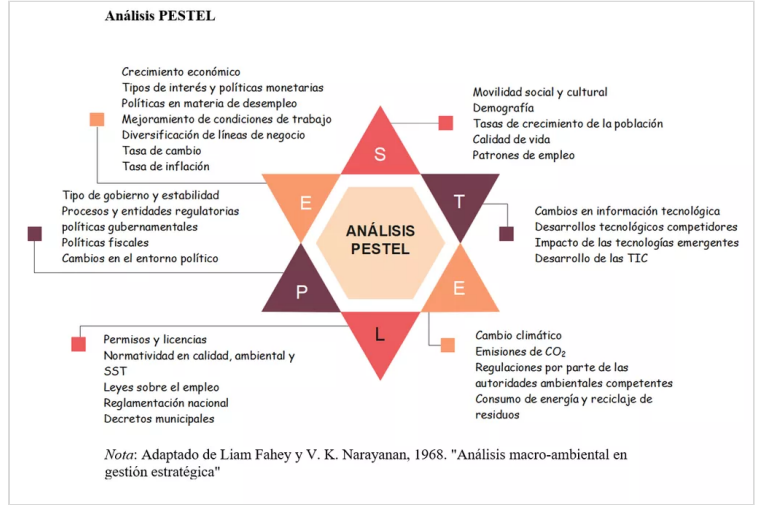 Análisis PESTEL
Crecimiento económico
Tipos de interés y políticas monetarias
Políticas en materia de desempleo
Mejoramiento de condiciones de trabajo
Diversificación de líneas de negocio
Tasa de cambio
Tasa de inflación
Movilidad social y cultural
Demografía
Tasas de crecimiento de la población
Calidad de vida
Patrones de empleo
S
E
T
Tipo de gobierno y estabilidad
Procesos y entidades regulatorias
políticas gubernamentales
Políticas fiscales
Cambios en el entorno político
ANÁLISIS
PESTEL
Cambios en información tecnológica
Desarrollos tecnológicos competidores
Impacto de las tecnologías emergentes
Desarrollo de las TIC
P
E
L
Permisos y licencias
Normatividad en calidad, ambiental y
SST
Leyes sobre el empleo
Reglamentación nacional
Decretos municipales
Cambio climático
Emisiones de CO₂
Regulaciones por parte de las
autoridades ambientales competentes
Consumo de energía y reciclaje de
residuos
Nota: Adaptado de Liam Fahey y V. K. Narayanan, 1968. "Análisis macro-ambiental en
gestión estratégica"